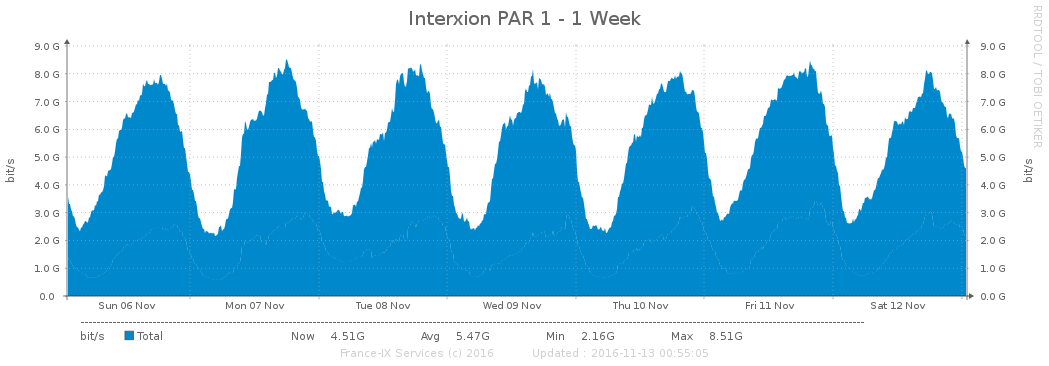 Interxion PAR 1 - 1 Week
RRDTOOL / TOBI OETIKER
9.0 G 9.0 G
8.0 G 8.0 G
7.0 G 7.0 G
6.0 G 6.0 G
5.0 G 5.0 G
4.0 G 4.0 G
3.0 G 3.0 G
2.0 G 2.0 G
1.0 G 1.0 G
0.0 0.0 G
bit/s
bit/s
Sun 06 Nov Mon 07 Nov Tue 08 Nov Wed 09 Nov Thu 10 Nov Fri 11 Nov Sat 12 Nov
bit/s Total Now 4.51G Avg 5.47G Min 2.16G Max 8.51G
France-IX Services (c) 2016 Updated : 2016-11-13 00:55:05